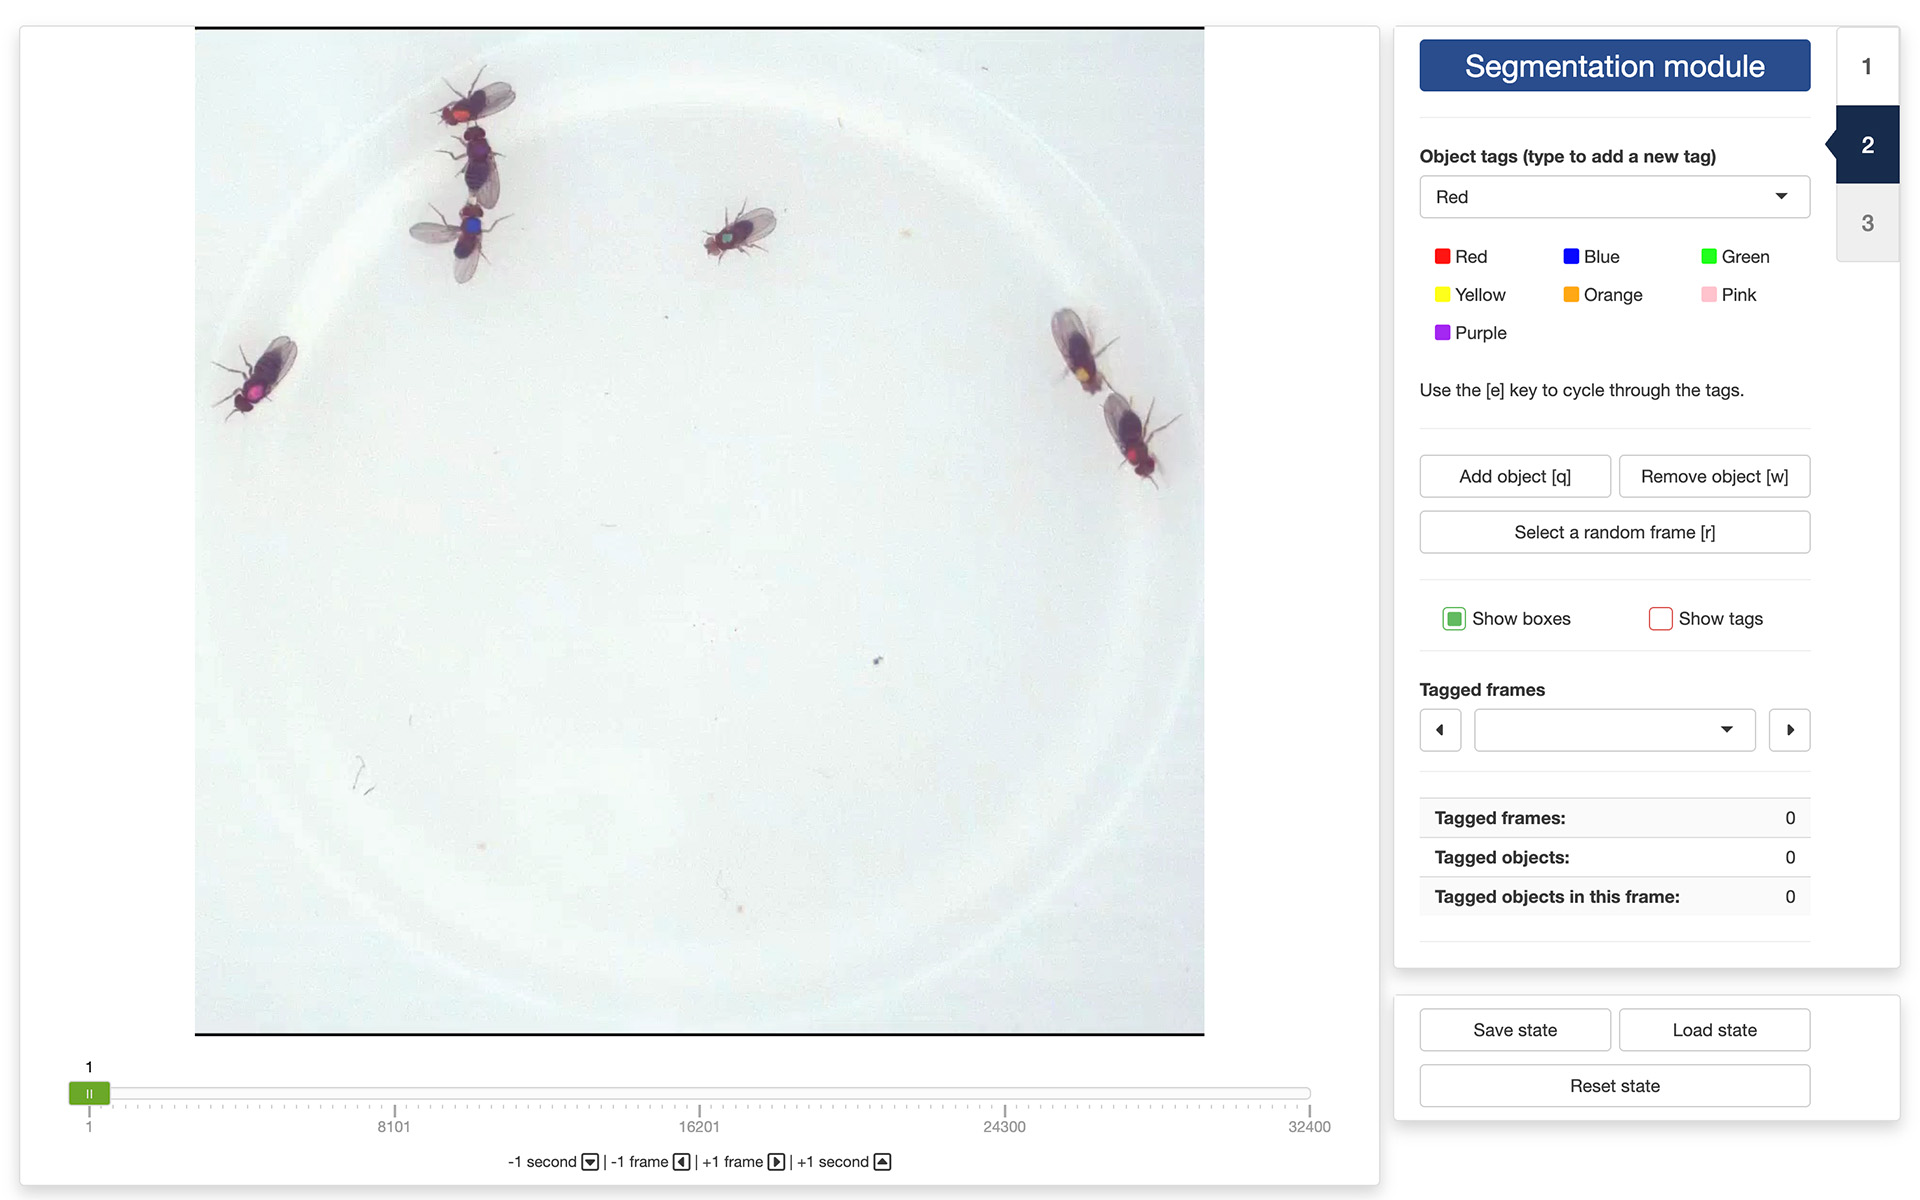 Segmentation module
1
2
3
Object tags (type to add a new tag)
Red
Red Blue Green
Yellow Orange Pink
Purple
Use the [e] key to cycle through the tags.
Add object [q] Remove object [w]
Select a random frame [r]
Show boxes Show tags
Tagged frames
Tagged frames: 0
Tagged objects: 0
Tagged objects in this frame: 0
Save state Load state
Reset state
1
1 8101 16201 24300 32400
-1 second | -1 frame | +1 frame | +1 second